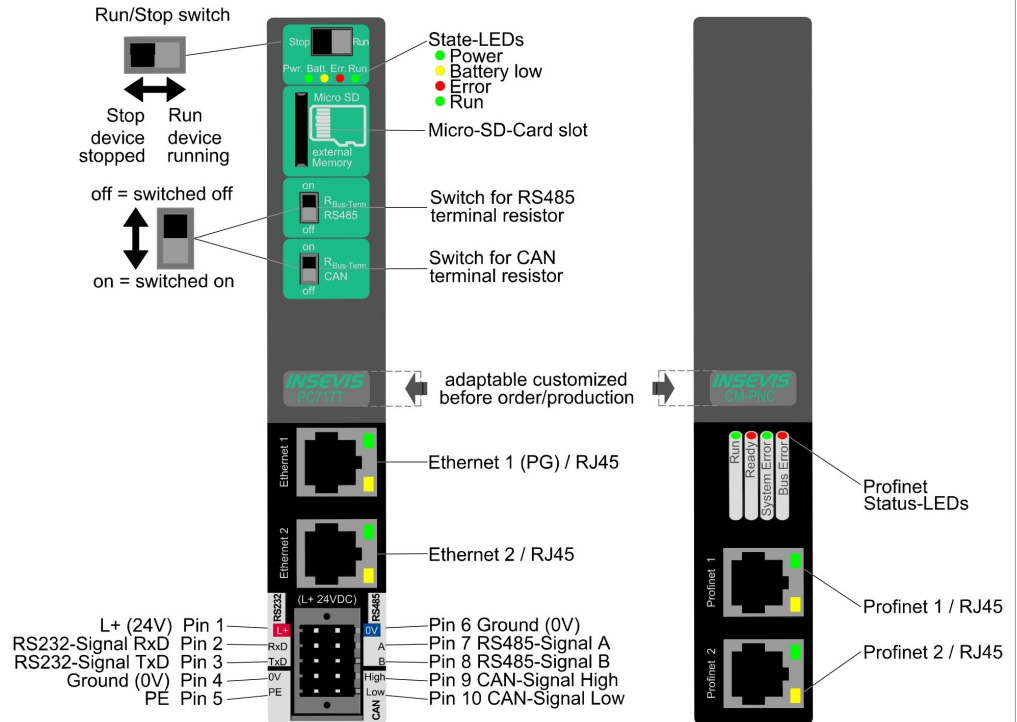 Run/Stop switch
Stop
device
stopped
Run
device
running
off = switched off
on = switched on
Stop
Run
Pwr. Batt. Err. Run
Micro SD
external
Memory
on
R Bus-Term
RS485
off
on
R Bus-Term
CAN
off
State-LEDs
Power
Battery low
Error
Run
Micro-SD-Card slot
Switch for RS485
terminal resistor
Switch for CAN
terminal resistor
INSEVIS
PC717T
adaptable customized
before order/production
INSEVIS
CM-PNC
Ethernet 1
Ethernet 1 (PG) / RJ45
Ethernet 2
Ethernet 2 / RJ45
Run
Ready
System Error
Bus Error
Profinet
Status-LEDs
Profinet 1
Profinet 1 / RJ45
Profinet 2
Profinet 2 / RJ45
RS232
(L+ 24VDC)
RS485
L+ (24V) Pin 1
RS232-Signal RxD Pin 2
RS232-Signal TxD Pin 3
Ground (0V) Pin 4
PE Pin 5
L+
RxD
TxD
0V
PE
0V
A
B
High
Low
CAN
Pin 6 Ground (0V)
Pin 7 RS485-Signal A
Pin 8 RS485-Signal B
Pin 9 CAN-Signal High
Pin 10 CAN-Signal Low